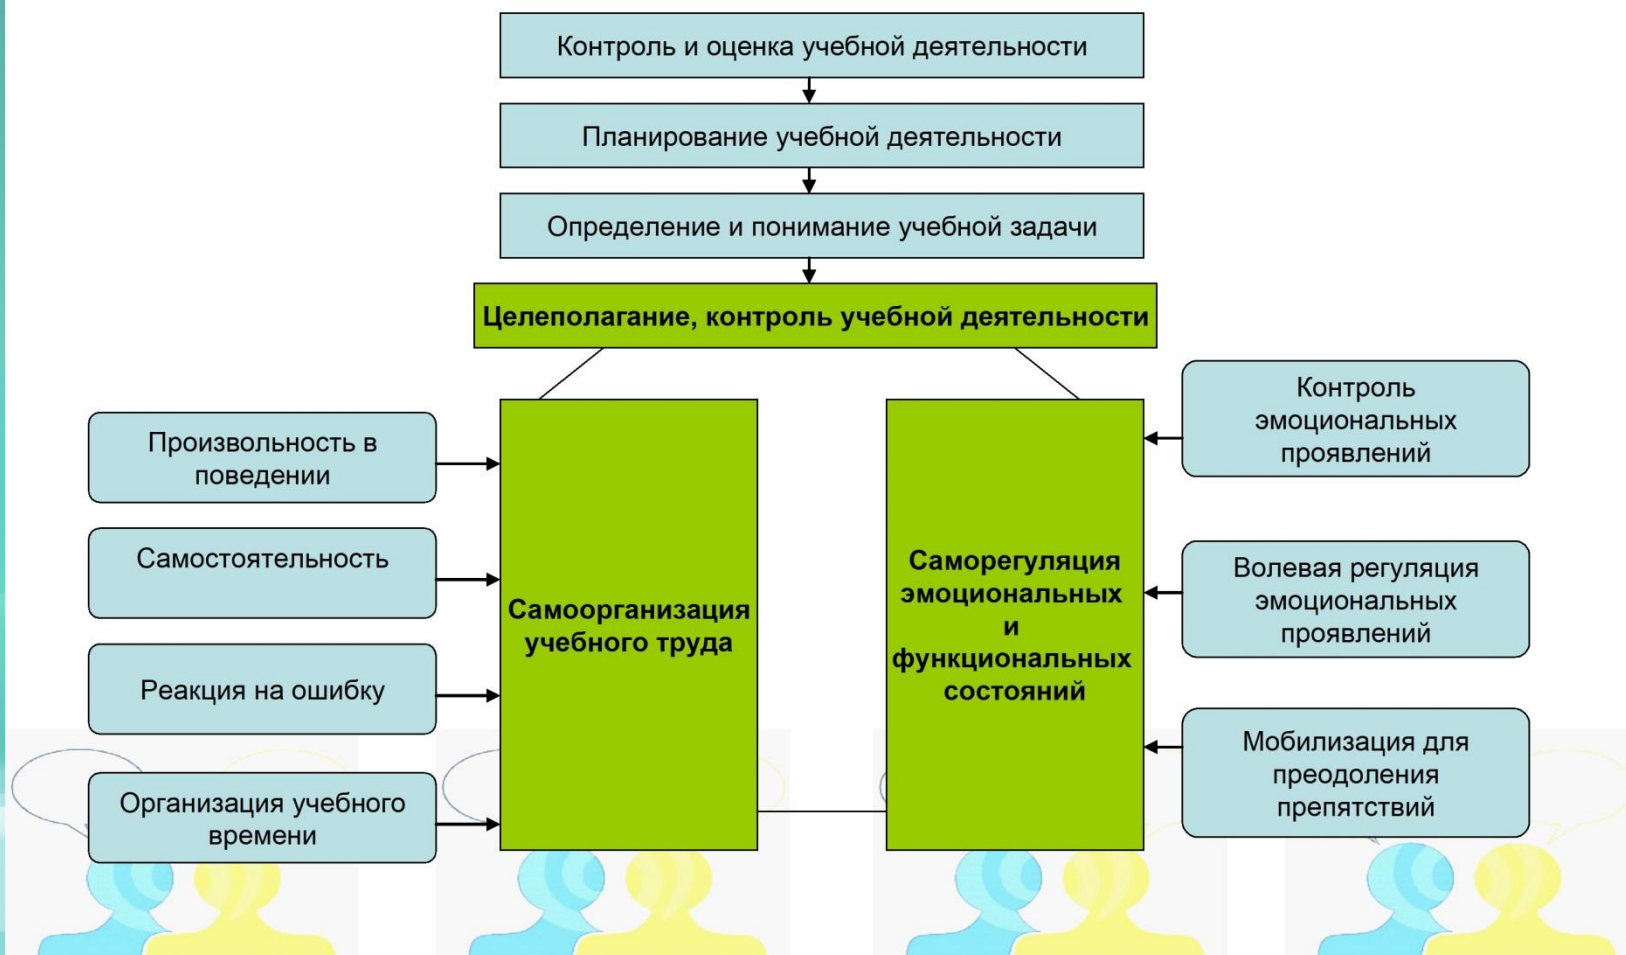 Контроль и оценка учебной деятельности
Планирование учебной деятельности
Определение и понимание учебной задачи
Целеполагание, контроль учебной деятельности
Произвольность в
поведении
Самостоятельность
Реакция на ошибку
Организация учебного
времени
Самоорганизация
учебного труда
Саморегуляция
эмоциональных
и
функциональных
состояний
Контроль
эмоциональных
проявлений
Волевая регуляция
эмоциональных
проявлений
Мобилизация для
преодоления
препятствий